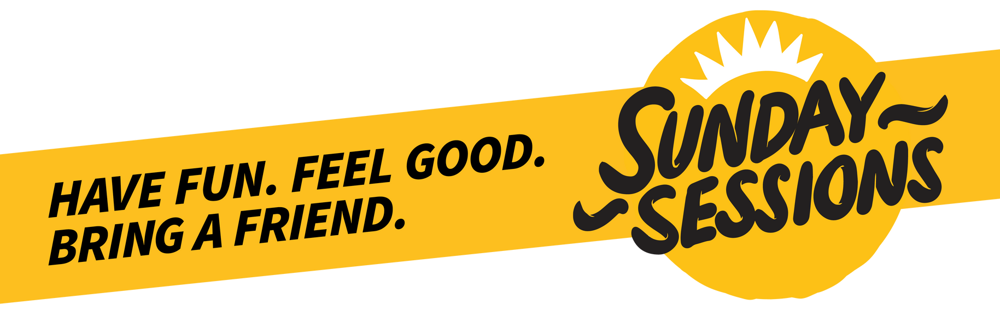 HAVE FUN. FEEL GOOD.
BRING A FRIEND.
SUNDAY
SESSIONS